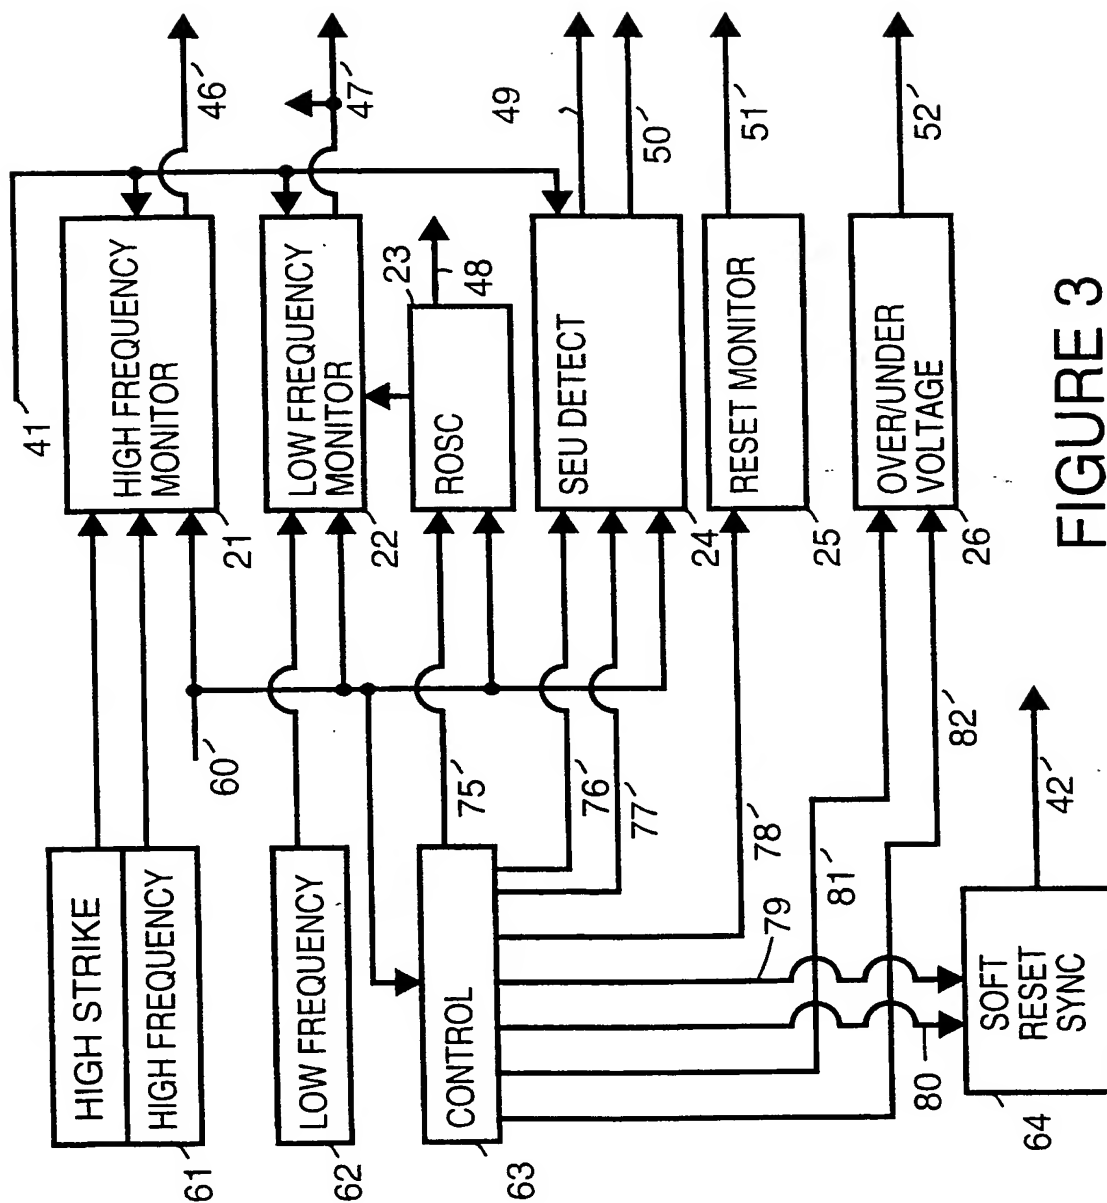 41
46
HIGH FREQUENCY
MONITOR
21
HIGH STRIKE
HIGH FREQUENCY
61
60
47
LOW FREQUENCY
MONITOR
22
LOW FREQUENCY
62
23
48
ROSC
CONTROL
63
75
76
77
78
79
80
81
82
49
50
SEU DETECT
24
51
RESET MONITOR
25
52
OVER/UNDER
VOLTAGE
26
42
SOFT
RESET
SYNC
64
FIGURE 3